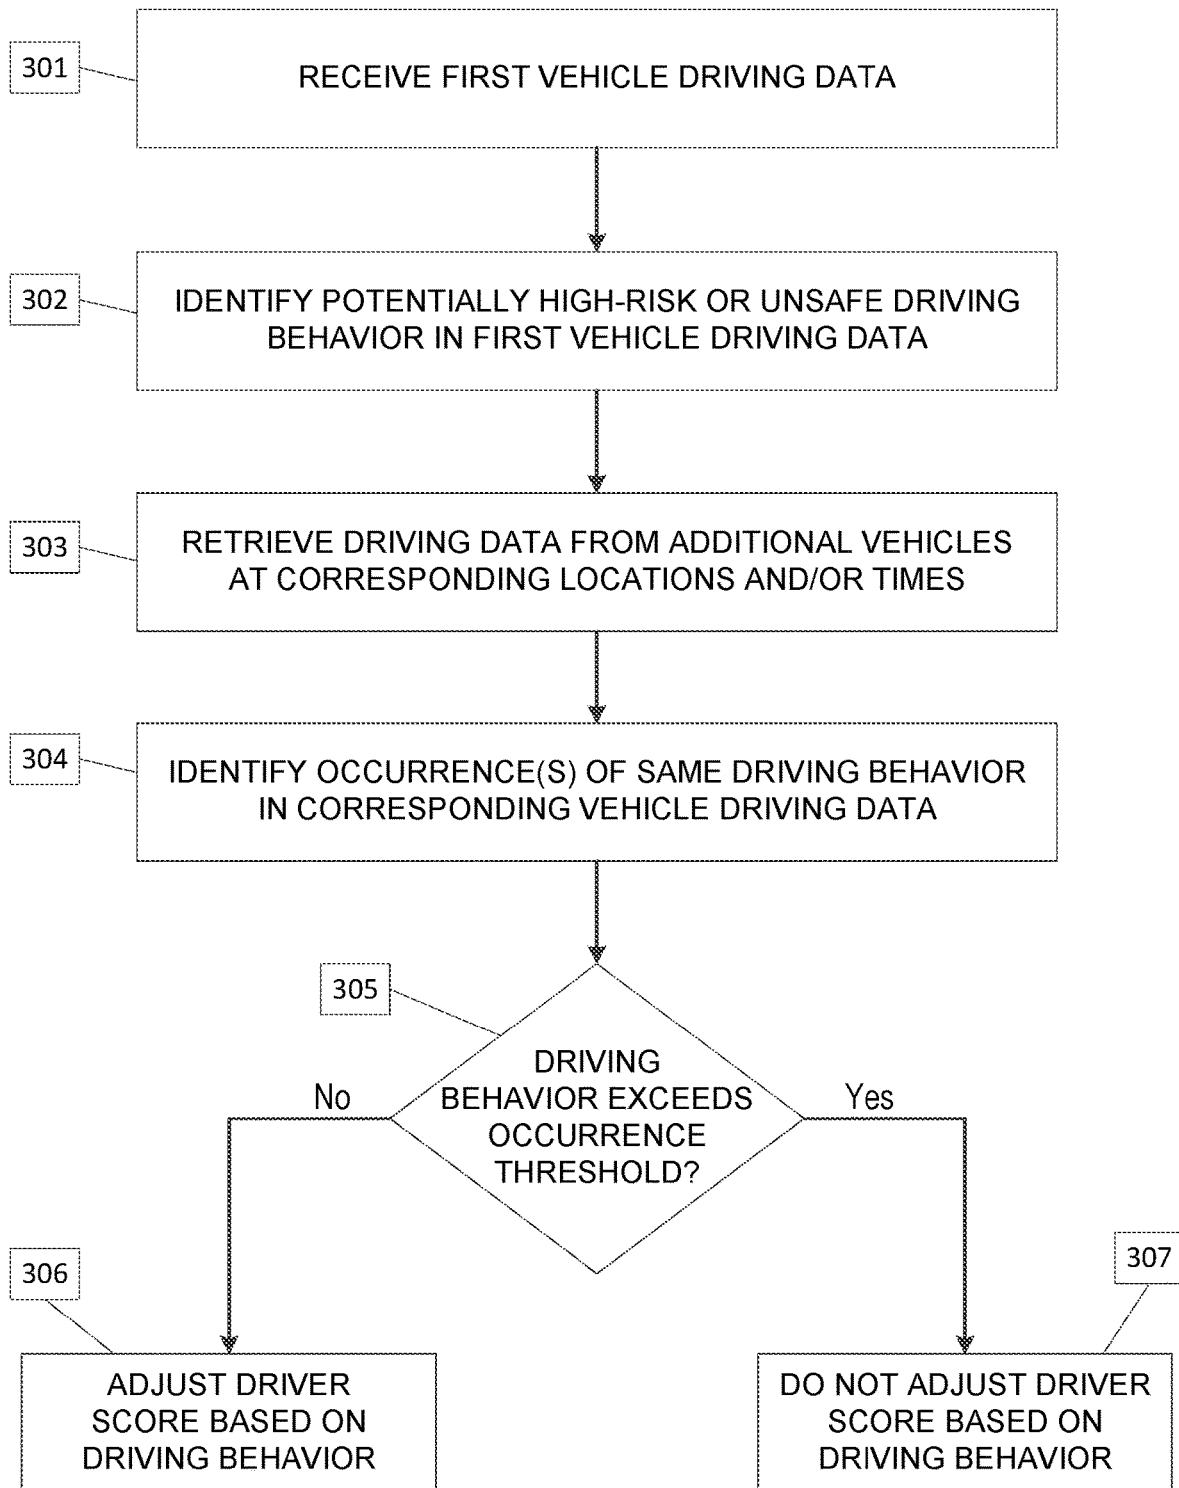 301
RECEIVE FIRST VEHICLE DRIVING DATA
302
IDENTIFY POTENTIALLY HIGH-RISK OR UNSAFE DRIVING
BEHAVIOR IN FIRST VEHICLE DRIVING DATA
303
RETRIEVE DRIVING DATA FROM ADDITIONAL VEHICLES
AT CORRESPONDING LOCATIONS AND/OR TIMES
304
IDENTIFY OCCURRENCE(S) OF SAME DRIVING BEHAVIOR
IN CORRESPONDING VEHICLE DRIVING DATA
305
DRIVING
BEHAVIOR EXCEEDS
OCCURRENCE
THRESHOLD?
No
Yes
306
ADJUST DRIVER
SCORE BASED ON
DRIVING BEHAVIOR
307
DO NOT ADJUST DRIVER
SCORE BASED ON
DRIVING BEHAVIOR